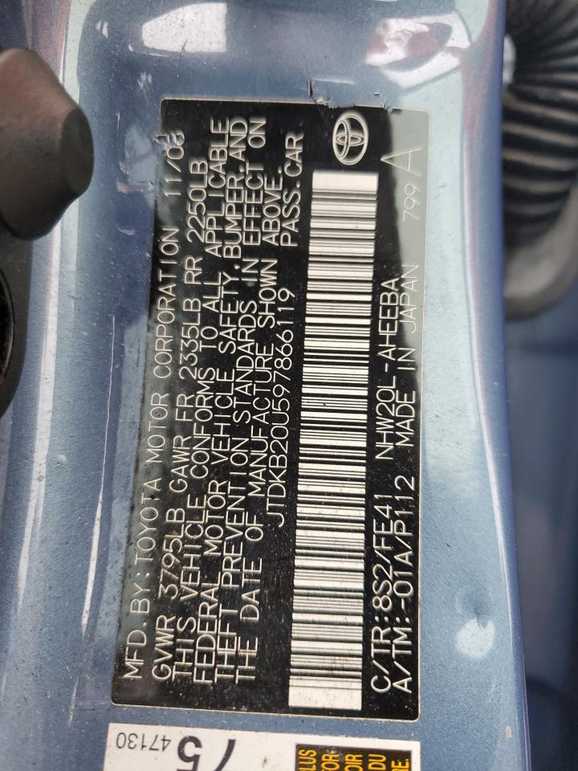 MFD. BY: TOYOTA MOTOR CORPORATION 11/08
GVWR 3795LB GAWR FR 2335LB RR 2250LB
THIS VEHICLE CONFORMS TO ALL APPLICABLE
FEDERAL MOTOR VEHICLE SAFETY, BUMPER, AND
THEFT PREVENTION STANDARDS IN EFFECT ON
THE DATE OF MANUFACTURE SHOWN ABOVE.
JTDKB20U597866119 PASS. CAR
C/TR: 8S2/FE41 NHW20L-AHEEBA
A/TM: -01A/P112 MADE IN JAPAN 799 A
75
47130
PLUS
DU